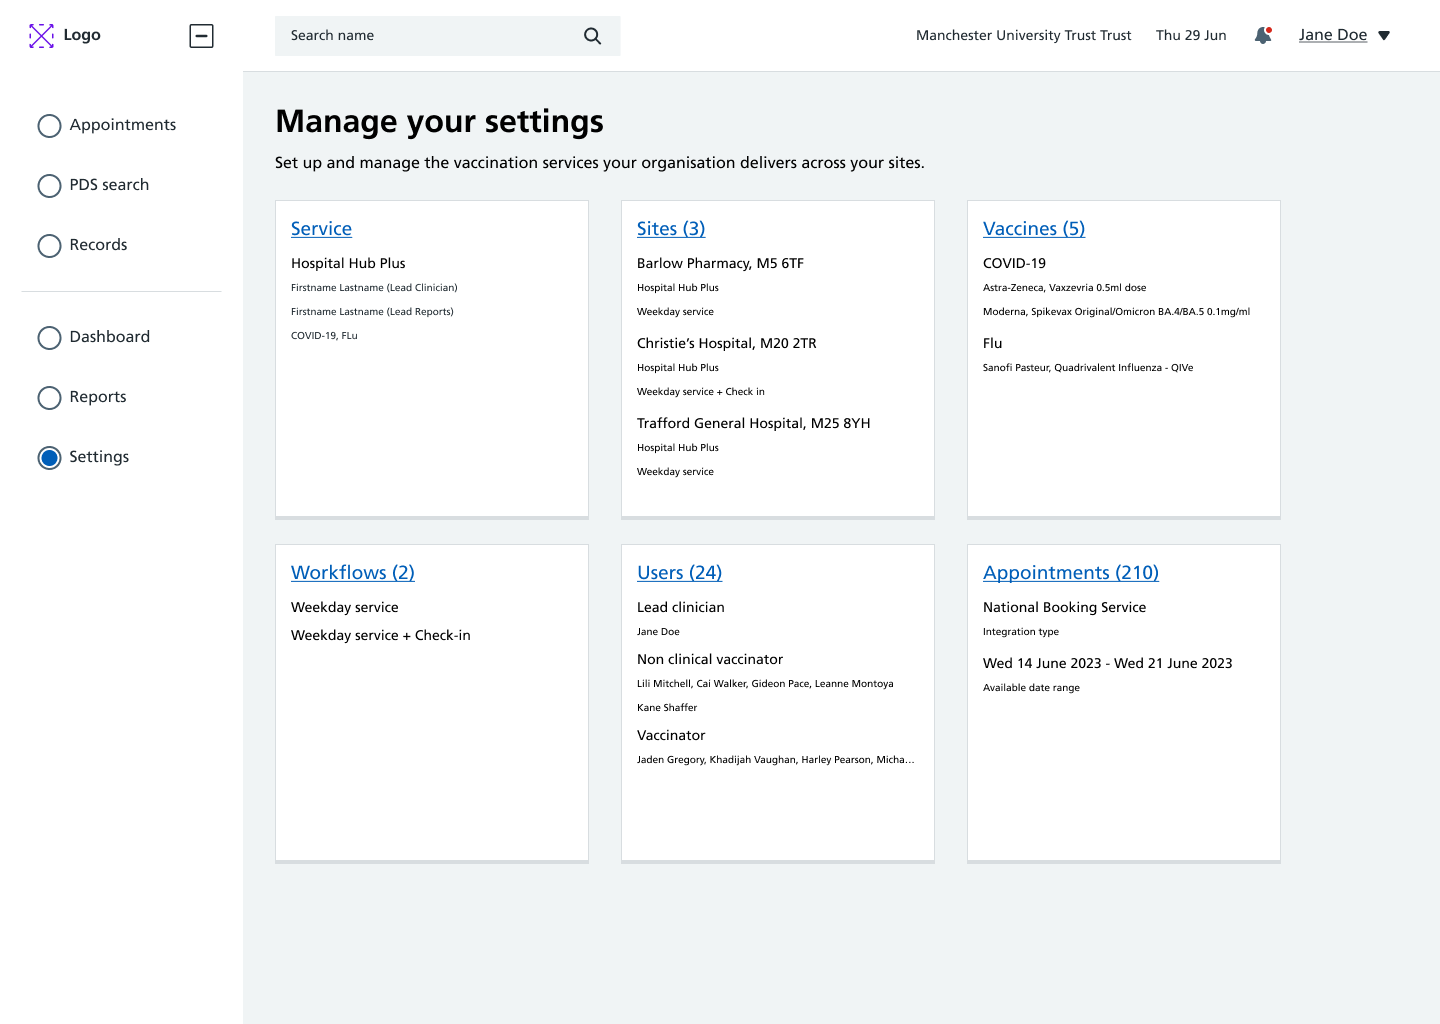 Logo
Search name
Manchester University Trust Trust
Thu 29 Jun
Jane Doe
Appointments
PDS search
Records
Dashboard
Reports
Settings
Manage your settings
Set up and manage the vaccination services your organisation delivers across your sites.
Service
Hospital Hub Plus
Firstname Lastname (Lead Clinician)
Firstname Lastname (Lead Reports)
COVID-19, FLu
Sites (3)
Barlow Pharmacy, M5 6TF
Hospital Hub Plus
Weekday service
Christie’s Hospital, M20 2TR
Hospital Hub Plus
Weekday service + Check in
Trafford General Hospital, M25 8YH
Hospital Hub Plus
Weekday service
Vaccines (5)
COVID-19
Astra-Zeneca, Vaxzevria 0.5ml dose
Moderna, Spikevax Original/Omicron BA.4/BA.5 0.1mg/ml
Flu
Sanofi Pasteur, Quadrivalent Influenza - QIVe
Workflows (2)
Weekday service
Weekday service + Check-in
Users (24)
Lead clinician
Jane Doe
Non clinical vaccinator
Lili Mitchell, Cai Walker, Gideon Pace, Leanne Montoya
Kane Shaffer
Vaccinator
Jaden Gregory, Khadijah Vaughan, Harley Pearson, Micha...
Appointments (210)
National Booking Service
Integration type
Wed 14 June 2023 - Wed 21 June 2023
Available date range